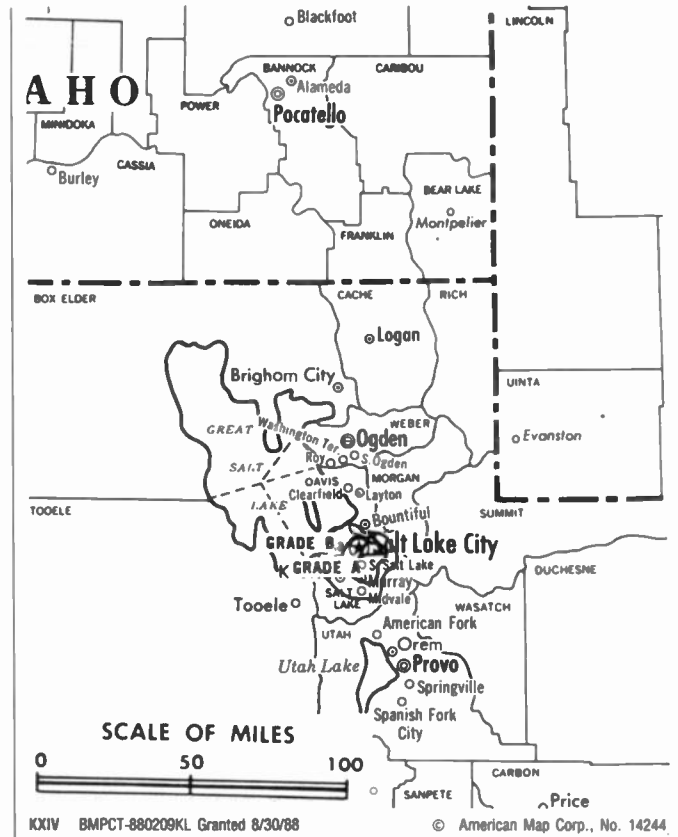 Blackfoot
LINCOLN
BANNOCK
CARIBOU
Alameda
AHO
POWER
Pocatello
MINIDOKA
CASSIA
Burley
BEAR LAKE
ONEIDA
Montpelier
FRANKLIN
BOX ELDER
CACHE
RICH
Logan
Brighom City
UINTA
WEBER
GREAT
Washington Ter.
Ogden
Evanston
Roy
S. Ogden
SALT
MORGAN
OAVIS
Clearfield
Layton
LAKE
TOOELE
SUMMIT
Bountiful
GRADE B
lt Lake City
GRADE A
S Salt Lake
DUCHESNE
K
Murray
SALT
LAKE
Midvale
Tooele
WASATCH
American Fork
UTAH
Orem
Utah Lake
Provo
Springville
Spanish Fork
City
SCALE OF MILES
0 50 100
CARBON
SANPETE
Price
KXIV BMPCT-880209KL Granted 8/30/88 © American Map Corp., No. 14244